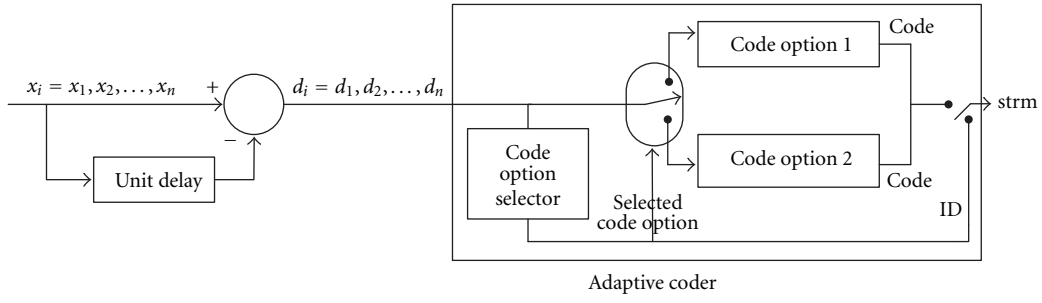 x_i = x_1, x_2, ..., x_n
+
−
d_i = d_1, d_2, ..., d_n
Unit delay
Code
option
selector
Selected
code option
Code option 1
Code
Code option 2
Code
ID
strm
Adaptive coder